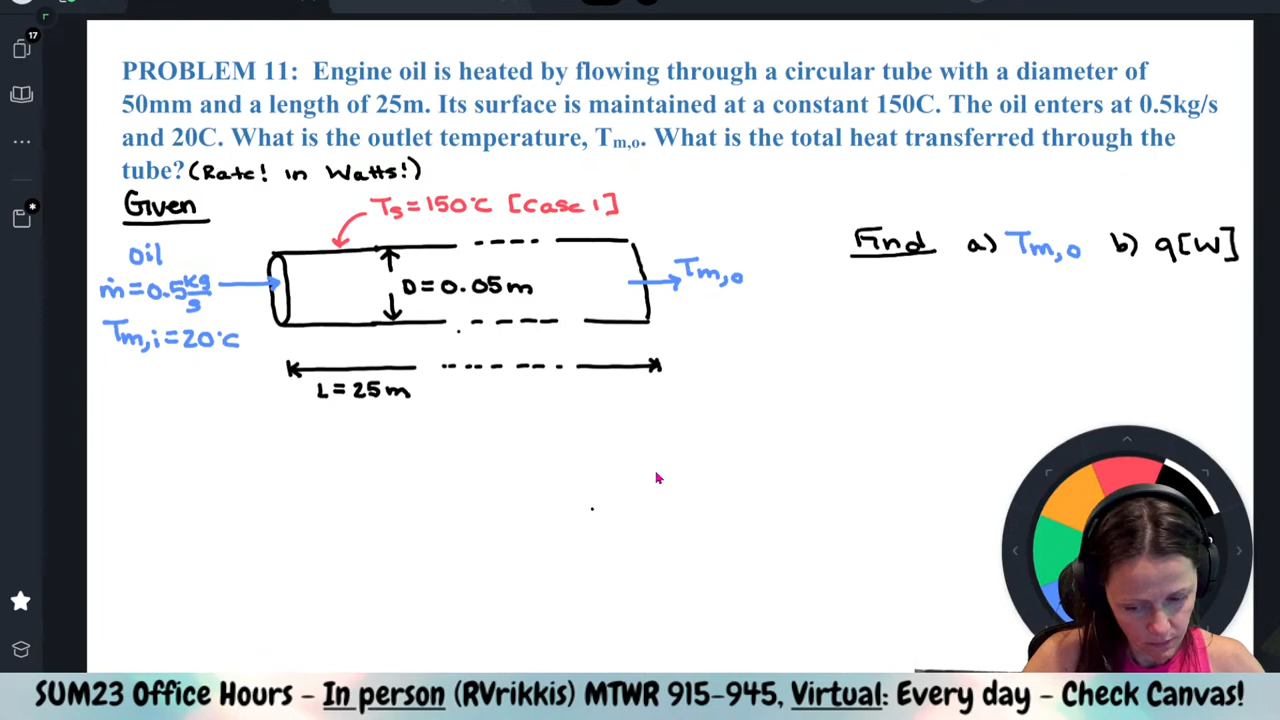 17
PROBLEM 11: Engine oil is heated by flowing through a circular tube with a diameter of
50mm and a length of 25m. Its surface is maintained at a constant 150C. The oil enters at 0.5kg/s
and 20C. What is the outlet temperature, Tm,o. What is the total heat transferred through the
tube? (Rate! in Watts!)
Given
Ts = 150°C [Case 1]
Find a) Tm,o b) q[W]
oil
ṁ = 0.5 kg/s
D = 0.05m
Tm,o
Tm,i = 20°C
L = 25m
SUM23 Office Hours - In person (RVrikkis) MTWR 915-945, Virtual: Every day - Check Canvas!